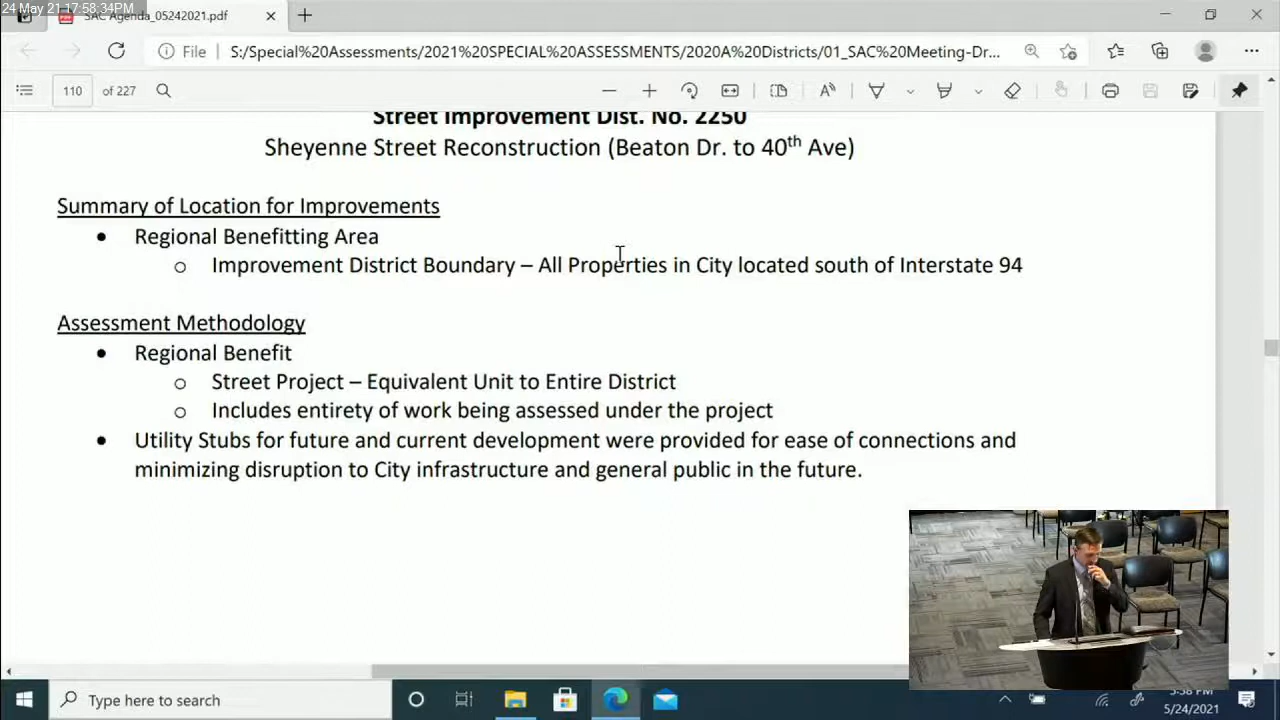 24 May 21 17:58:34PM
SAC Agenda_05242021.pdf
File
S:/Special%20Assessments/2021%20SPECIAL%20ASSESSMENTS/2020A%20Districts/01_SAC%20Meeting-Dr...
110 of 227
Street Improvement Dist. No. 2250
Sheyenne Street Reconstruction (Beaton Dr. to 40th Ave)
Summary of Location for Improvements
• Regional Benefitting Area
o Improvement District Boundary – All Properties in City located south of Interstate 94
Assessment Methodology
• Regional Benefit
o Street Project – Equivalent Unit to Entire District
o Includes entirety of work being assessed under the project
• Utility Stubs for future and current development were provided for ease of connections and
minimizing disruption to City infrastructure and general public in the future.
Type here to search
5:58 PM
5/24/2021